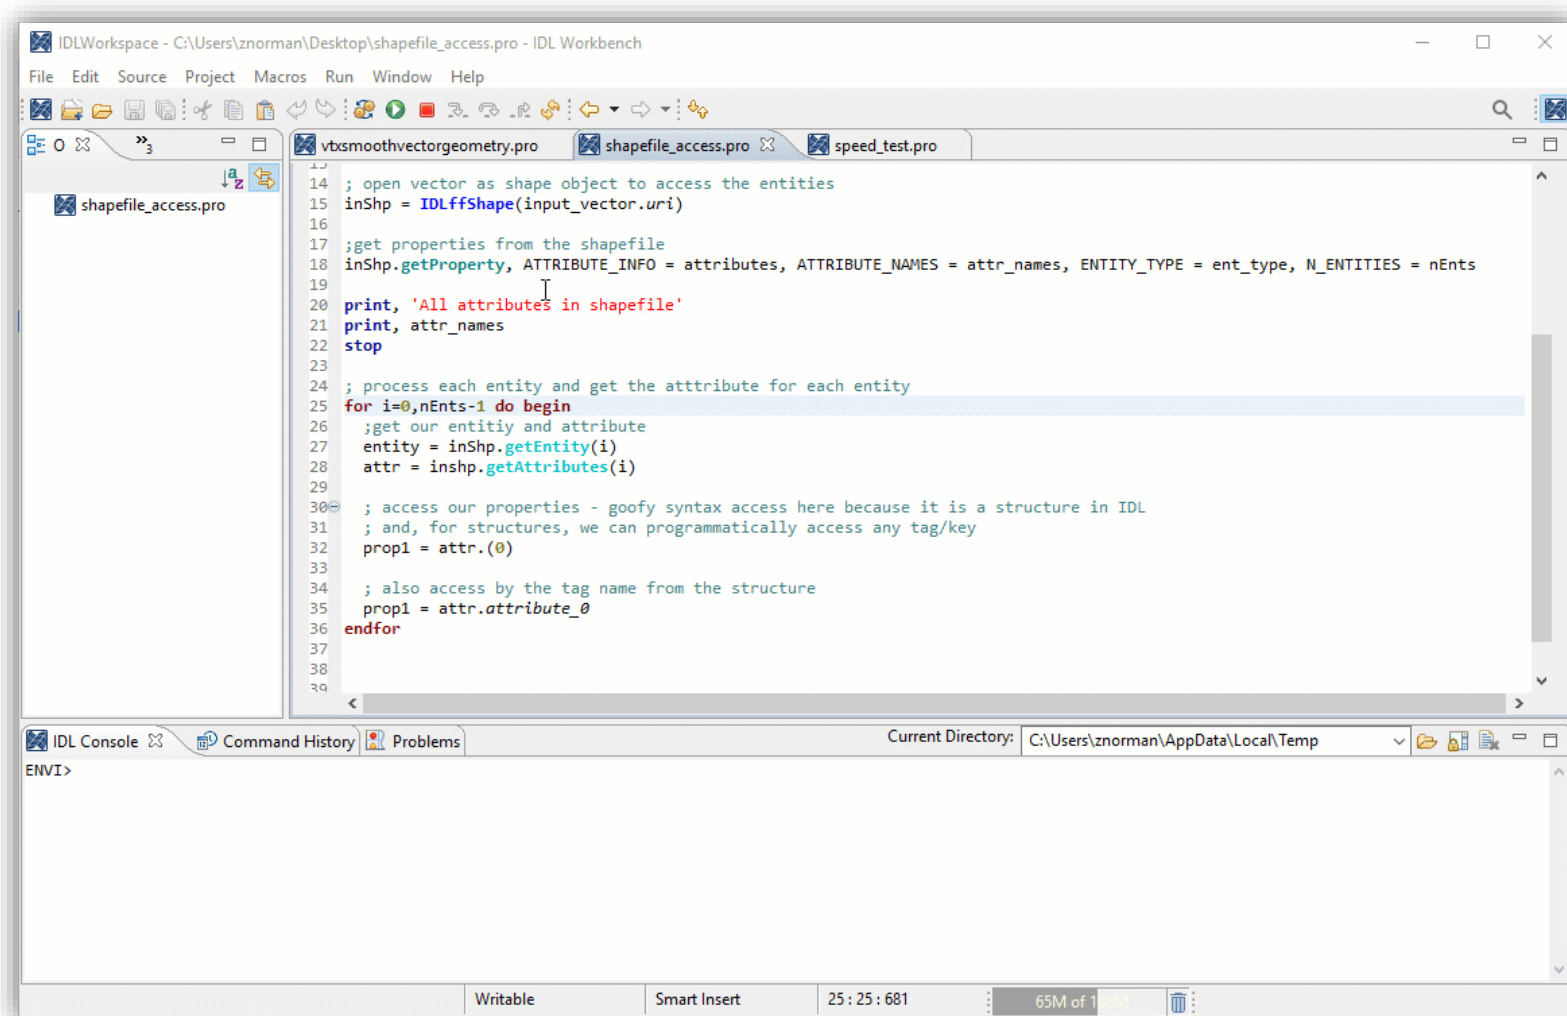 IDLWorkspace - C:\Users\znorman\Desktop\shapefile_access.pro - IDL Workbench
File Edit Source Project Macros Run Window Help
O
3
vtxsmoothvectorgeometry.pro shapefile_access.pro speed_test.pro
a z
shapefile_access.pro
14 ; open vector as shape object to access the entities
15 inShp = IDLffShape(input_vector.uri)
16
17 ;get properties from the shapefile
18 inShp.getProperty, ATTRIBUTE_INFO = attributes, ATTRIBUTE_NAMES = attr_names, ENTITY_TYPE = ent_type, N_ENTITIES = nEnts
19
20 print, 'All attributes in shapefile'
21 print, attr_names
22 stop
23
24 ; process each entity and get the atttribute for each entity
25 for i=0,nEnts-1 do begin
26 ;get our entitiy and attribute
27 entity = inShp.getEntity(i)
28 attr = inshp.getAttributes(i)
29
30 ; access our properties - goofy syntax access here because it is a structure in IDL
31 ; and, for structures, we can programmatically access any tag/key
32 prop1 = attr.(0)
33
34 ; also access by the tag name from the structure
35 prop1 = attr.attribute_0
36 endfor
37
38
39
IDL Console Command History Problems Current Directory: C:\Users\znorman\AppData\Local\Temp
ENVI>
Writable Smart Insert 25 : 25 : 681 65M of